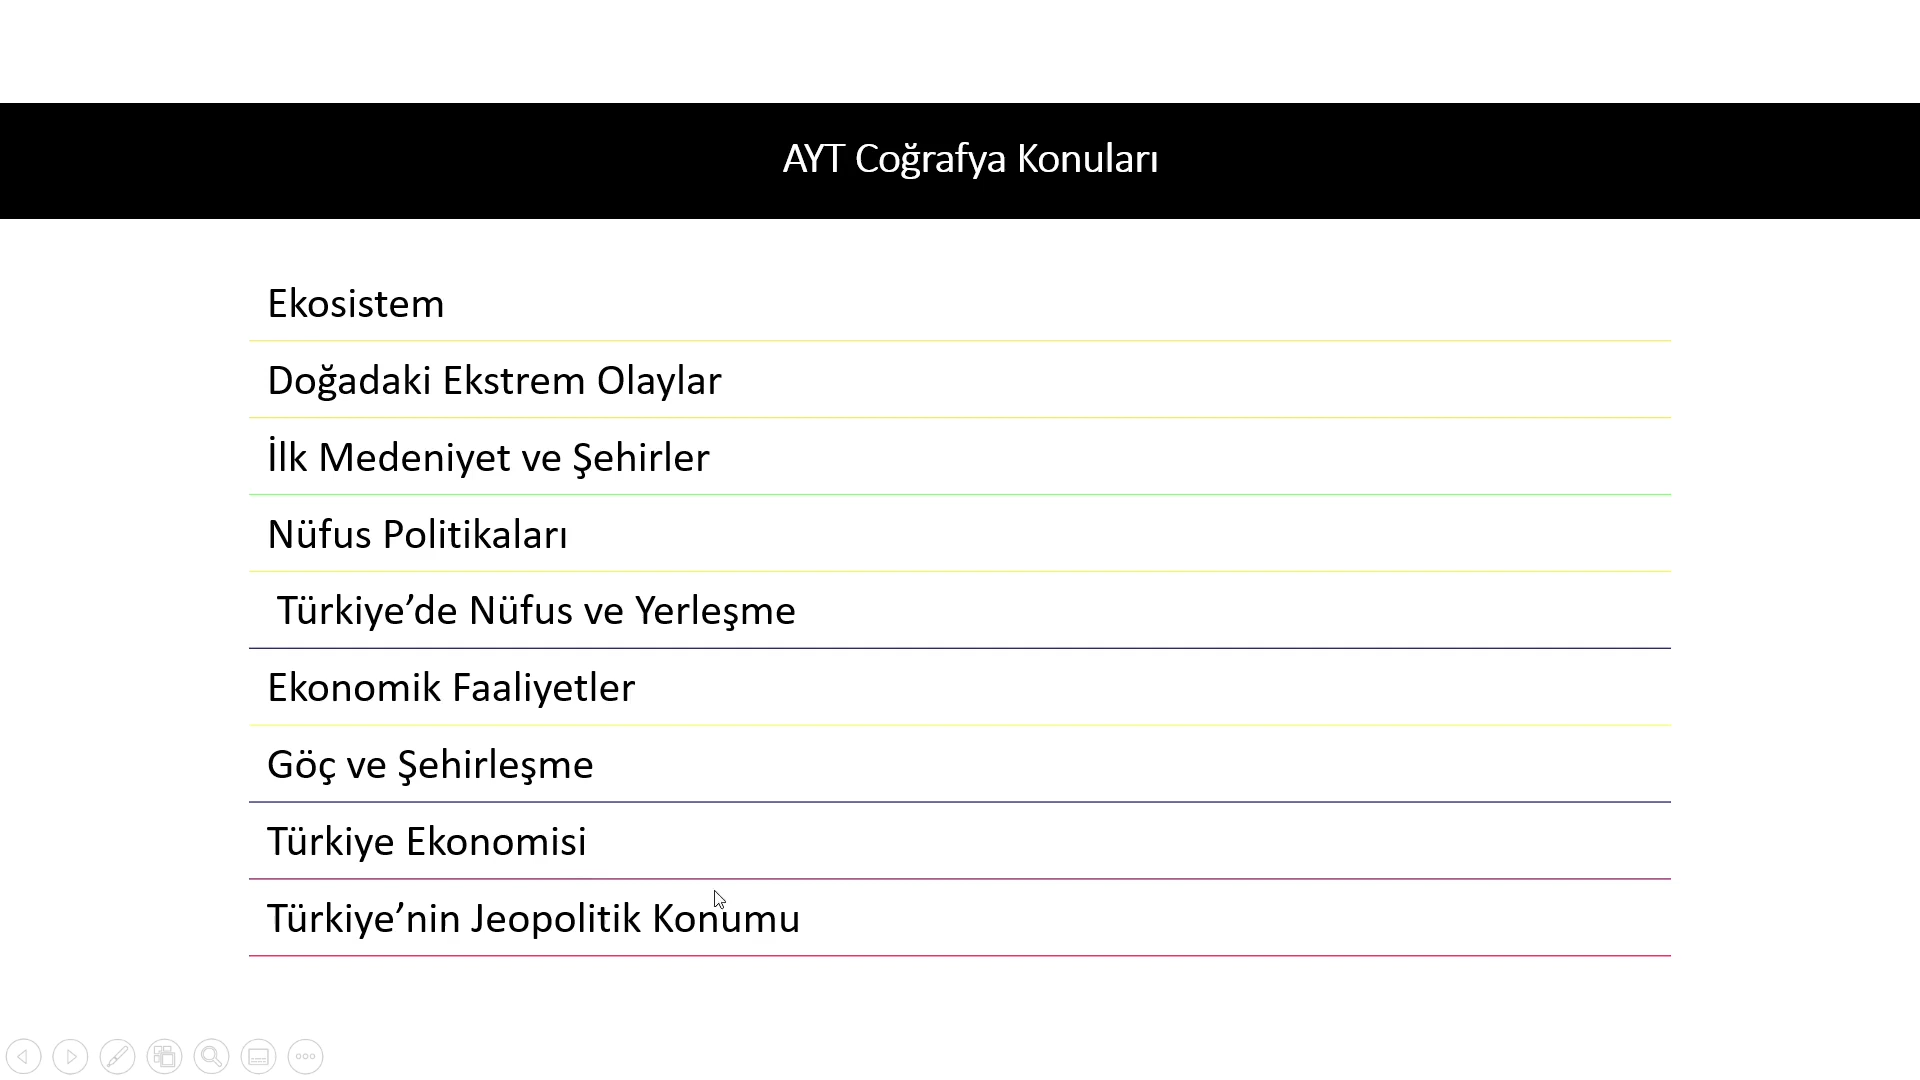 AYT Coğrafya Konuları
Ekosistem
Doğadaki Ekstrem Olaylar
İlk Medeniyet ve Şehirler
Nüfus Politikaları
Türkiye’de Nüfus ve Yerleşme
Ekonomik Faaliyetler
Göç ve Şehirleşme
Türkiye Ekonomisi
Türkiye’nin Jeopolitik Konumu